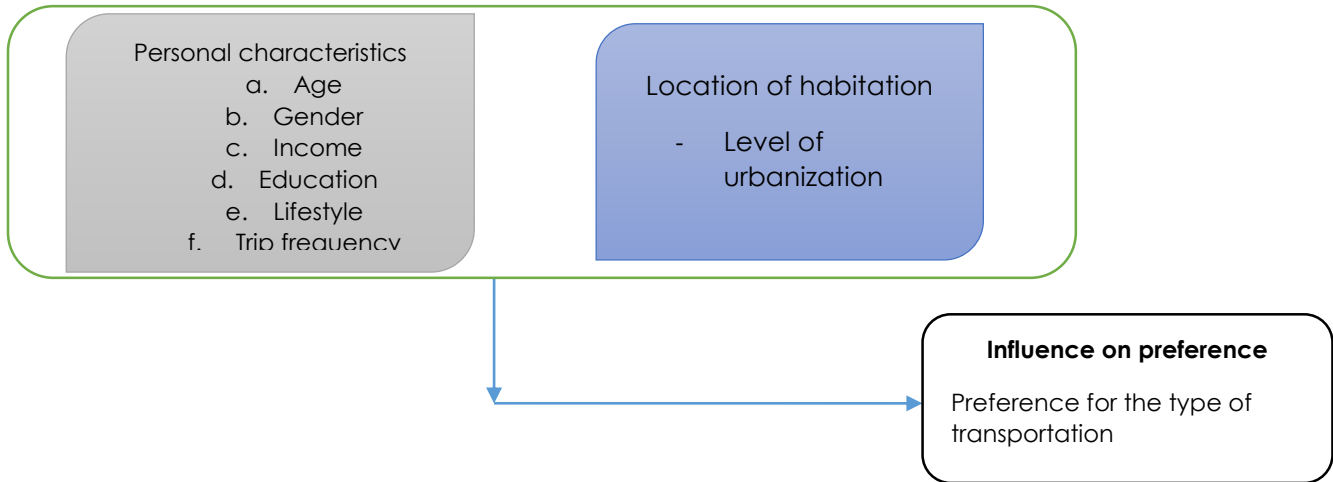 Personal characteristics
a. Age
b. Gender
c. Income
d. Education
e. Lifestyle
f. Trip frequency
Location of habitation
- Level of
urbanization
Influence on preference
Preference for the type of
transportation